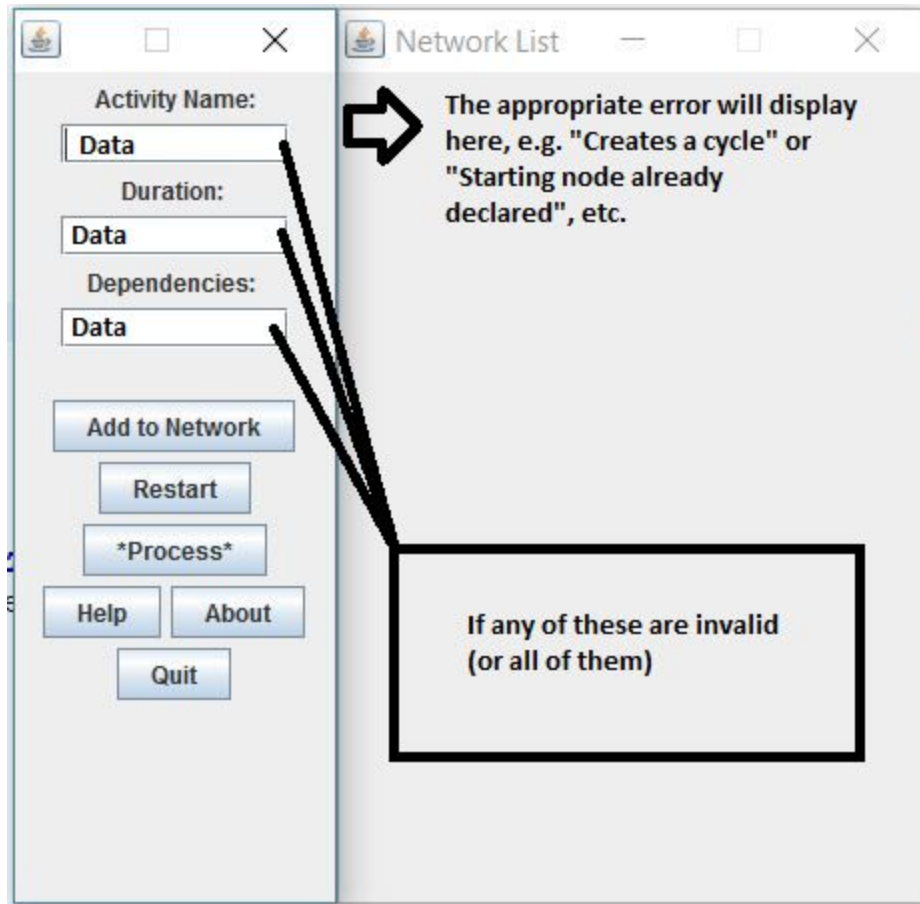 Network List
Activity Name:
Data
Duration:
Data
Dependencies:
Data
Add to Network
Restart
*Process*
Help
About
Quit
The appropriate error will display
here, e.g. "Creates a cycle" or
"Starting node already
declared", etc.
If any of these are invalid
(or all of them)